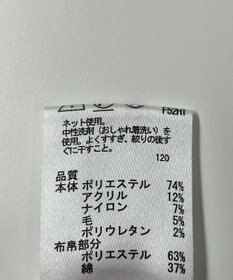 F52HI
ネット使用。
中性洗剤（おしゃれ着洗い）を
使用。よくすすぎ、絞りの後す
ぐに干すこと。
120
品質
本体 ポリエステル 74%
アクリル 12%
ナイロン 7%
毛 5%
ポリウレタン 2%
布帛部分
ポリエステル 63%
綿 37%